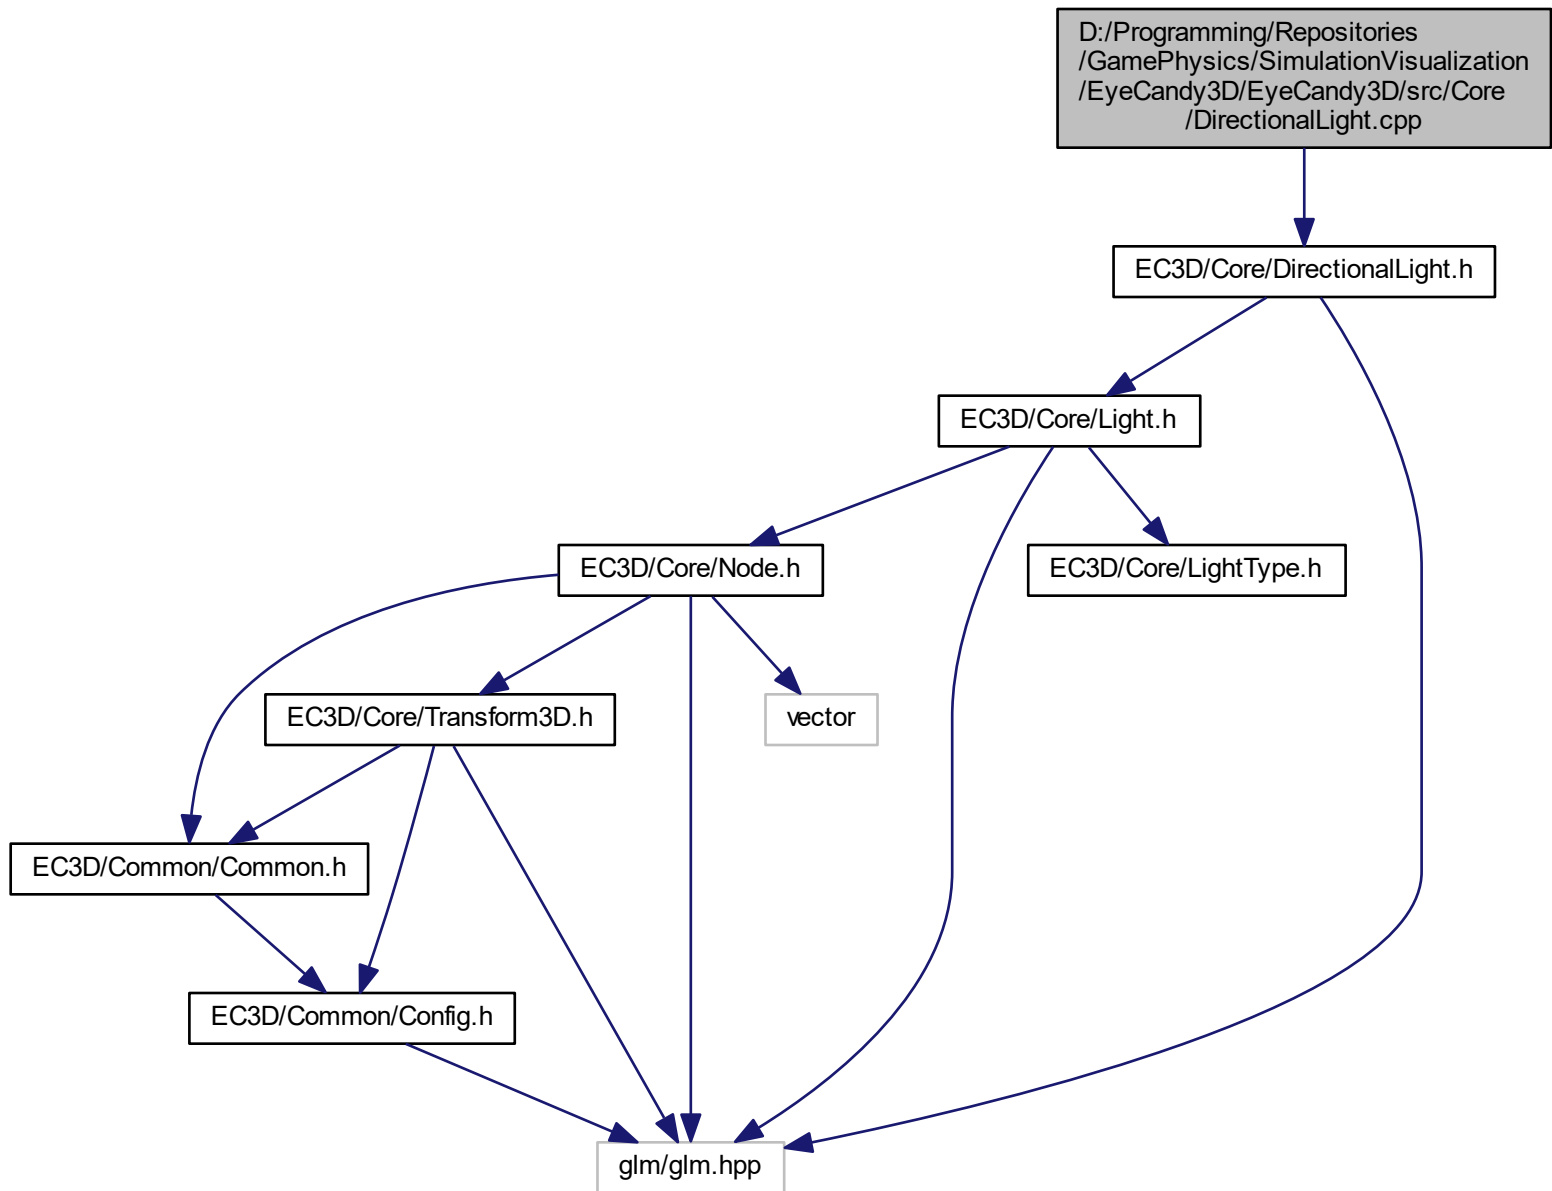 D:/Programming/Repositories
/GamePhysics/SimulationVisualization
/EyeCandy3D/EyeCandy3D/src/Core
/DirectionalLight.cpp
EC3D/Core/DirectionalLight.h
EC3D/Core/Light.h
EC3D/Core/Node.h
EC3D/Core/LightType.h
EC3D/Core/Transform3D.h
vector
EC3D/Common/Common.h
EC3D/Common/Config.h
glm/glm.hpp